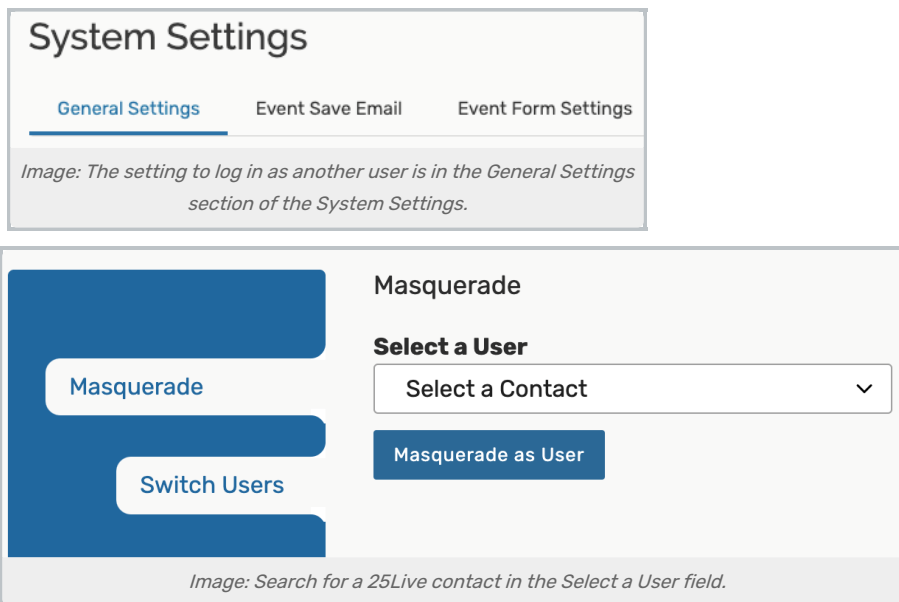 System Settings
General Settings Event Save Email Event Form Settings
Image: The setting to log in as another user is in the General Settings
section of the System Settings.
Masquerade
Switch Users
Masquerade
Select a User
Select a Contact
Masquerade as User
Image: Search for a 25Live contact in the Select a User field.